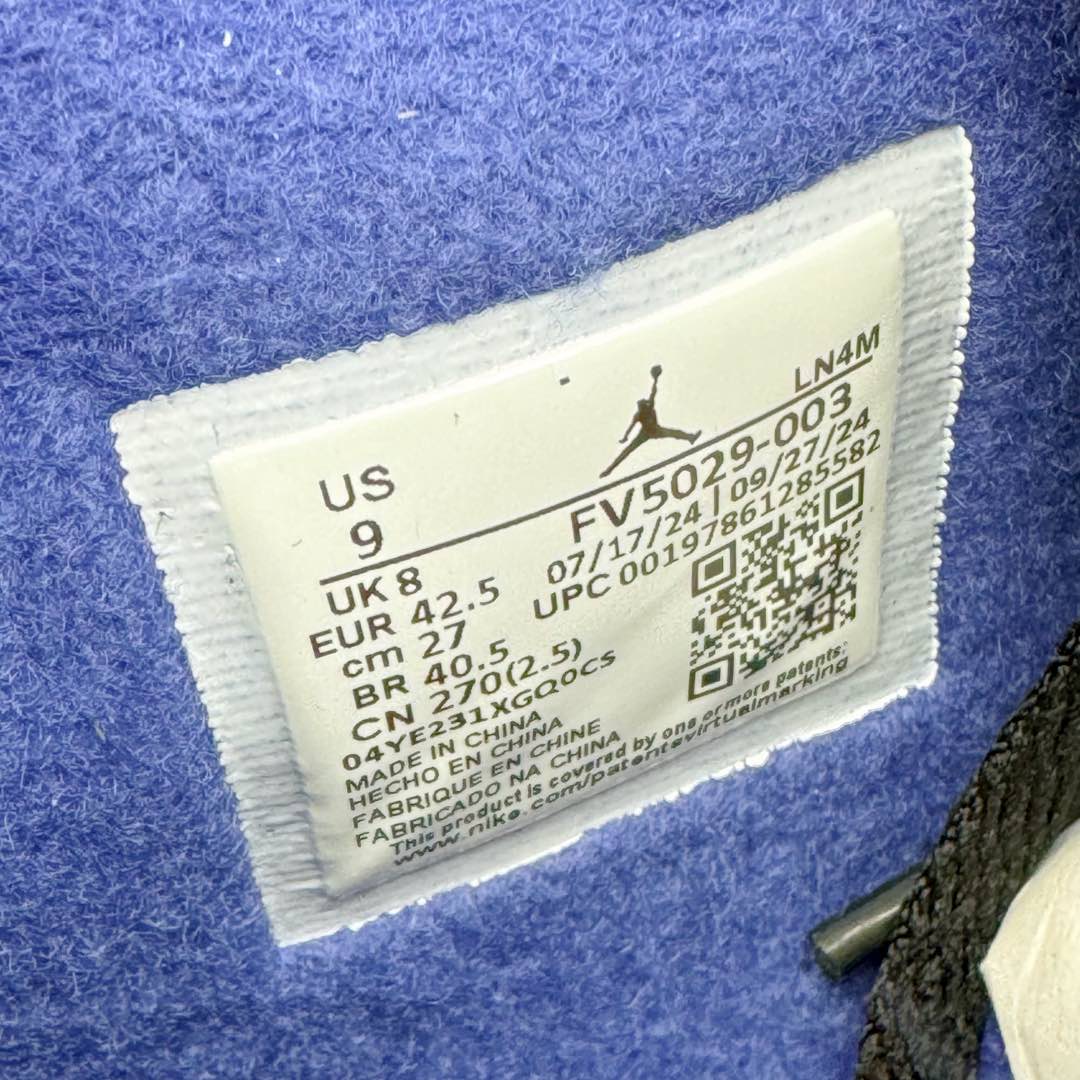 US
9
LN4M
FV5029-003
07/17/24 | 09/27/24
UPC 00197861285582
UK 8
EUR 42.5
cm 27
BR 40.5
CN 270(2.5)
04YE231XGQ0CS
MADE IN CHINA
HECHO EN CHINA
FABRIQUE EN CHINE
FABRICADO NA CHINA
This product is covered by one or more patents:
www.nike.com/patentsvirtualmarking